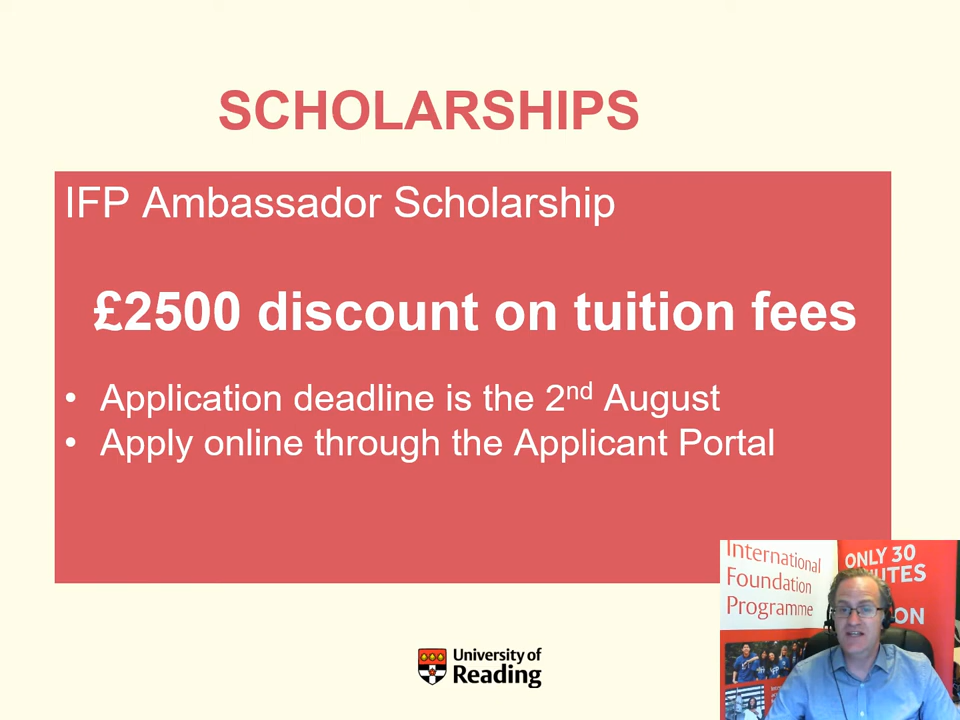 SCHOLARSHIPS
IFP Ambassador Scholarship
£2500 discount on tuition fees
• Application deadline is the 2nd August
• Apply online through the Applicant Portal
University of
Reading
International
Foundation
Programme
ONLY 30